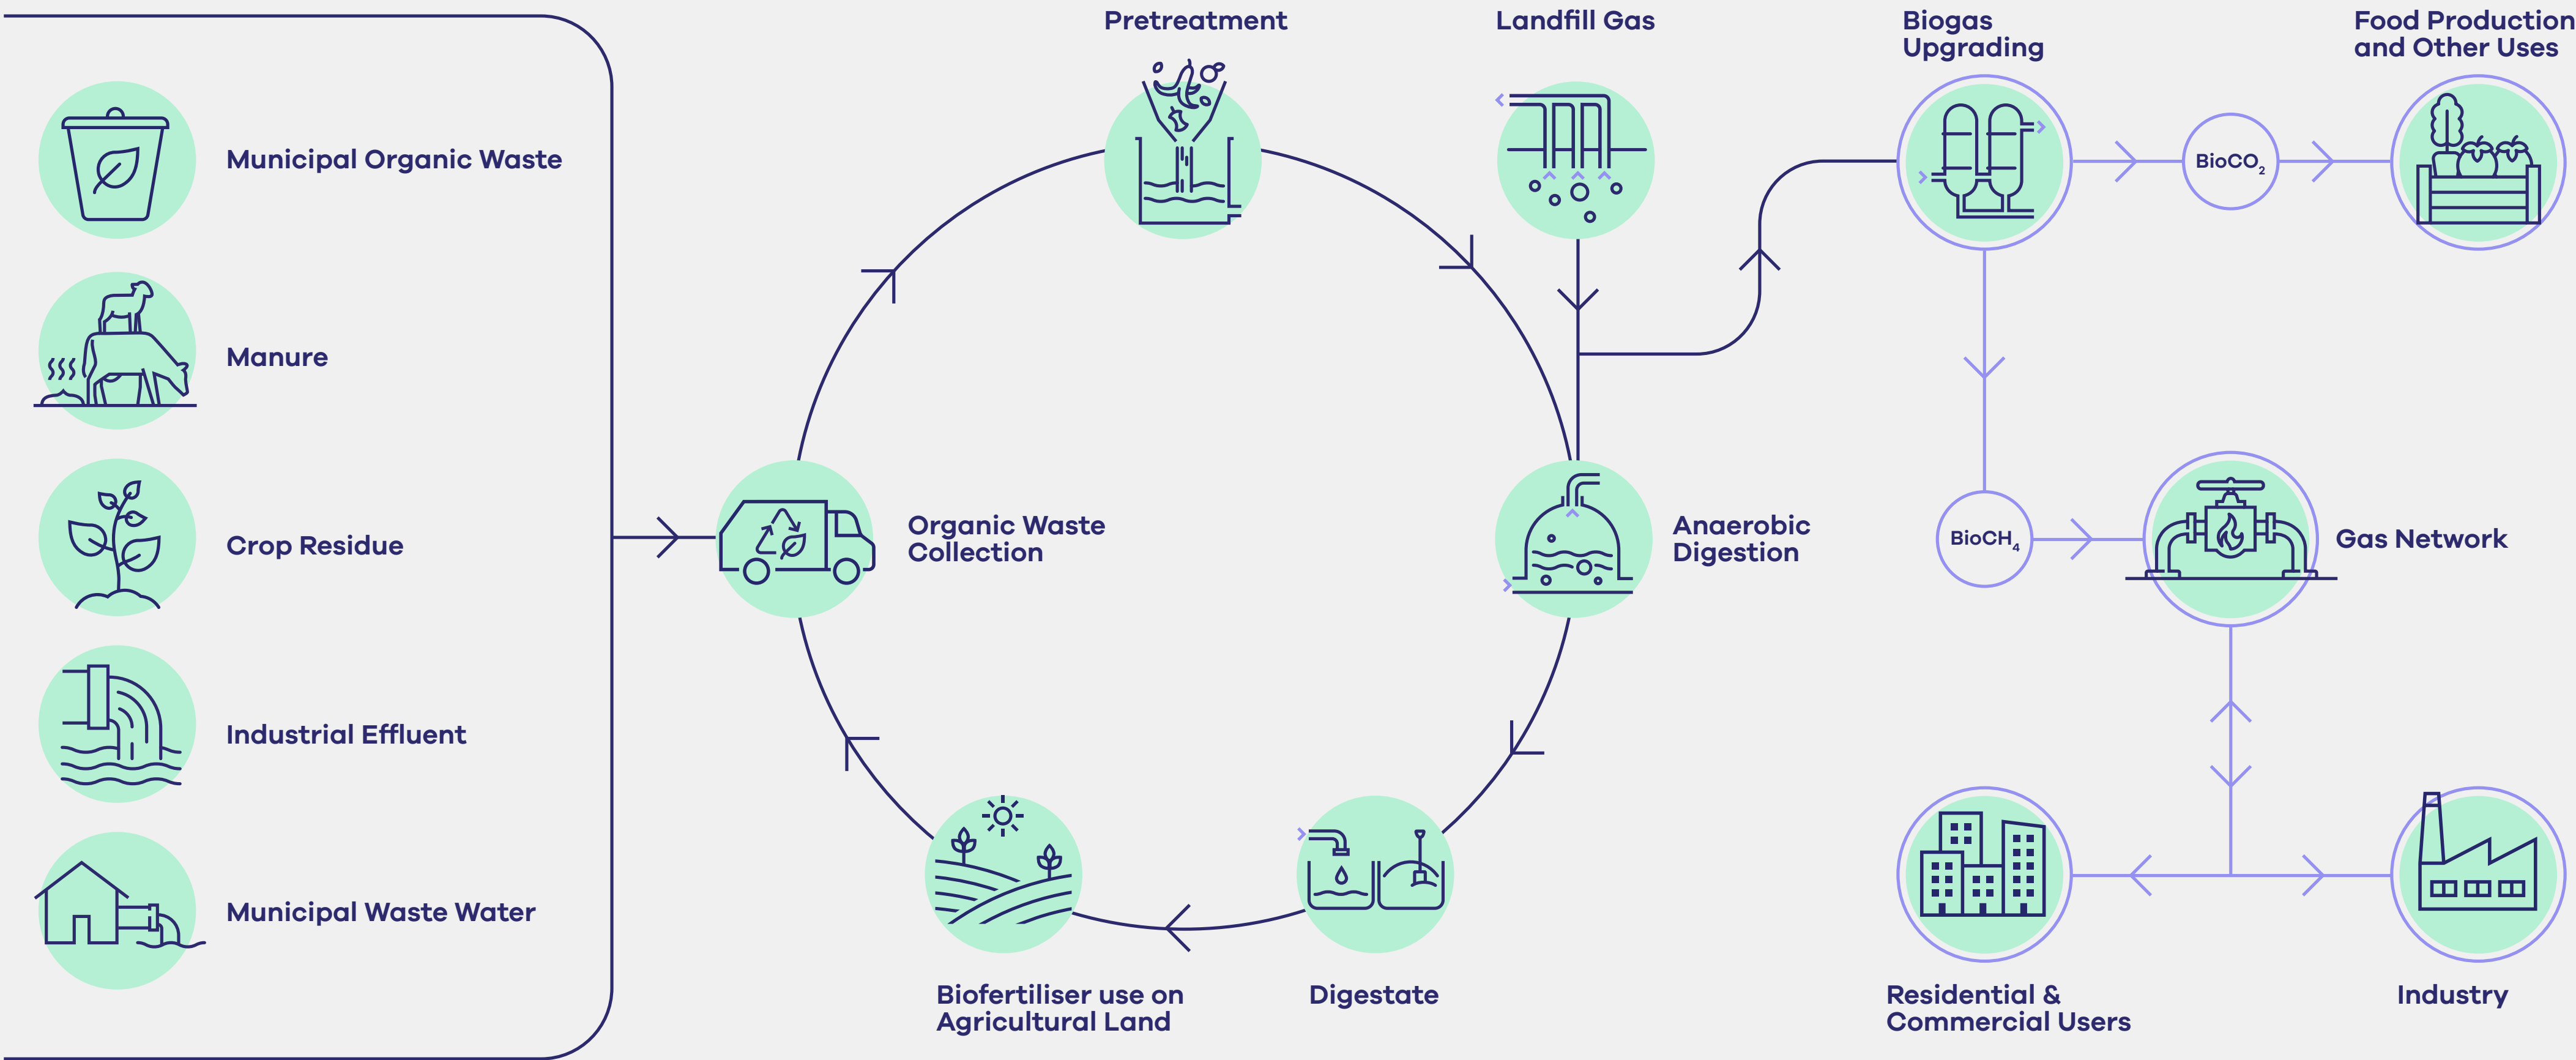 Municipal Organic Waste
Manure
Crop Residue
Industrial Effluent
Municipal Waste Water
Organic Waste
Collection
Pretreatment
Landfill Gas
Anaerobic
Digestion
Digestate
Biofertiliser use on
Agricultural Land
Biogas
Upgrading
BioCO₂
Food Production
and Other Uses
BioCH₄
Gas Network
Residential &
Commercial Users
Industry